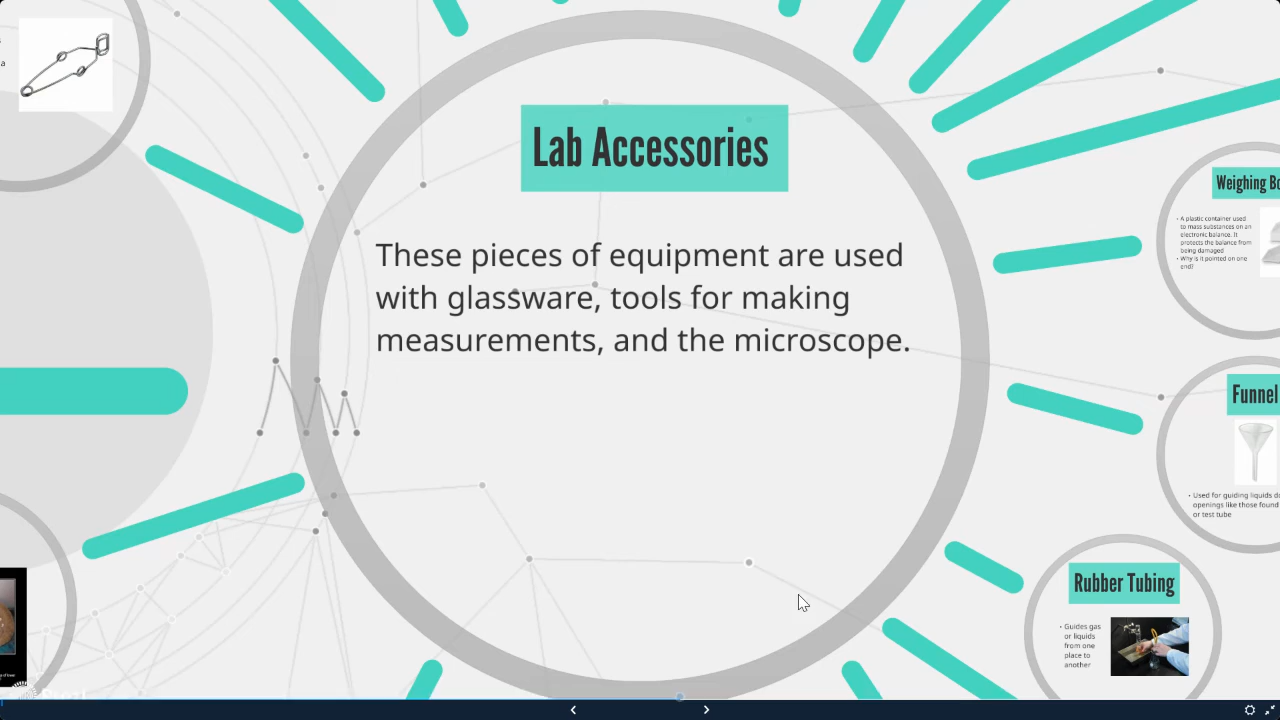 Lab Accessories
These pieces of equipment are used
with glassware, tools for making
measurements, and the microscope.
Weighing Bo
• A plastic container used
to mass substances on an
electronic balance. It
protects the balance from
being damaged
• Why is it pointed on one
end?
Funnel
• Used for guiding liquids d
openings like those found
or test tube
Rubber Tubing
• Guides gas
or liquids
from one
place to
another